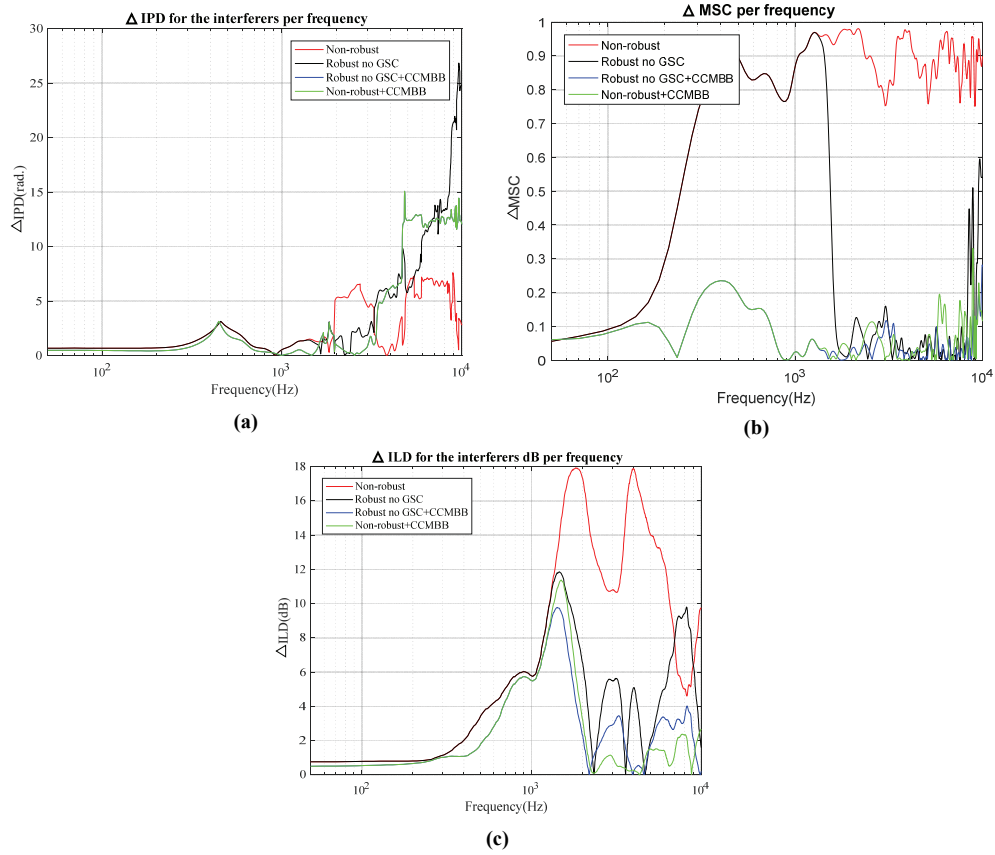 Δ IPD for the interferers per frequency
30
25
20
15
10
5
0
Δ IPD(rad.)
Non-robust
Robust no GSC
Robust no GSC+CCMBB
Non-robust+CCMBB
10²
10³
10⁴
Frequency(Hz)
(a)
Δ MSC per frequency
1
0.9
0.8
0.7
0.6
0.5
0.4
0.3
0.2
0.1
0
ΔMSC
Non-robust
Robust no GSC
Robust no GSC+CCMBB
Non-robust+CCMBB
10²
10³
10⁴
Frequency(Hz)
(b)
Δ ILD for the interferers dB per frequency
18
16
14
12
10
8
6
4
2
0
Δ ILD(dB)
Non-robust
Robust no GSC
Robust no GSC+CCMBB
Non-robust+CCMBB
10²
10³
10⁴
Frequency(Hz)
(c)